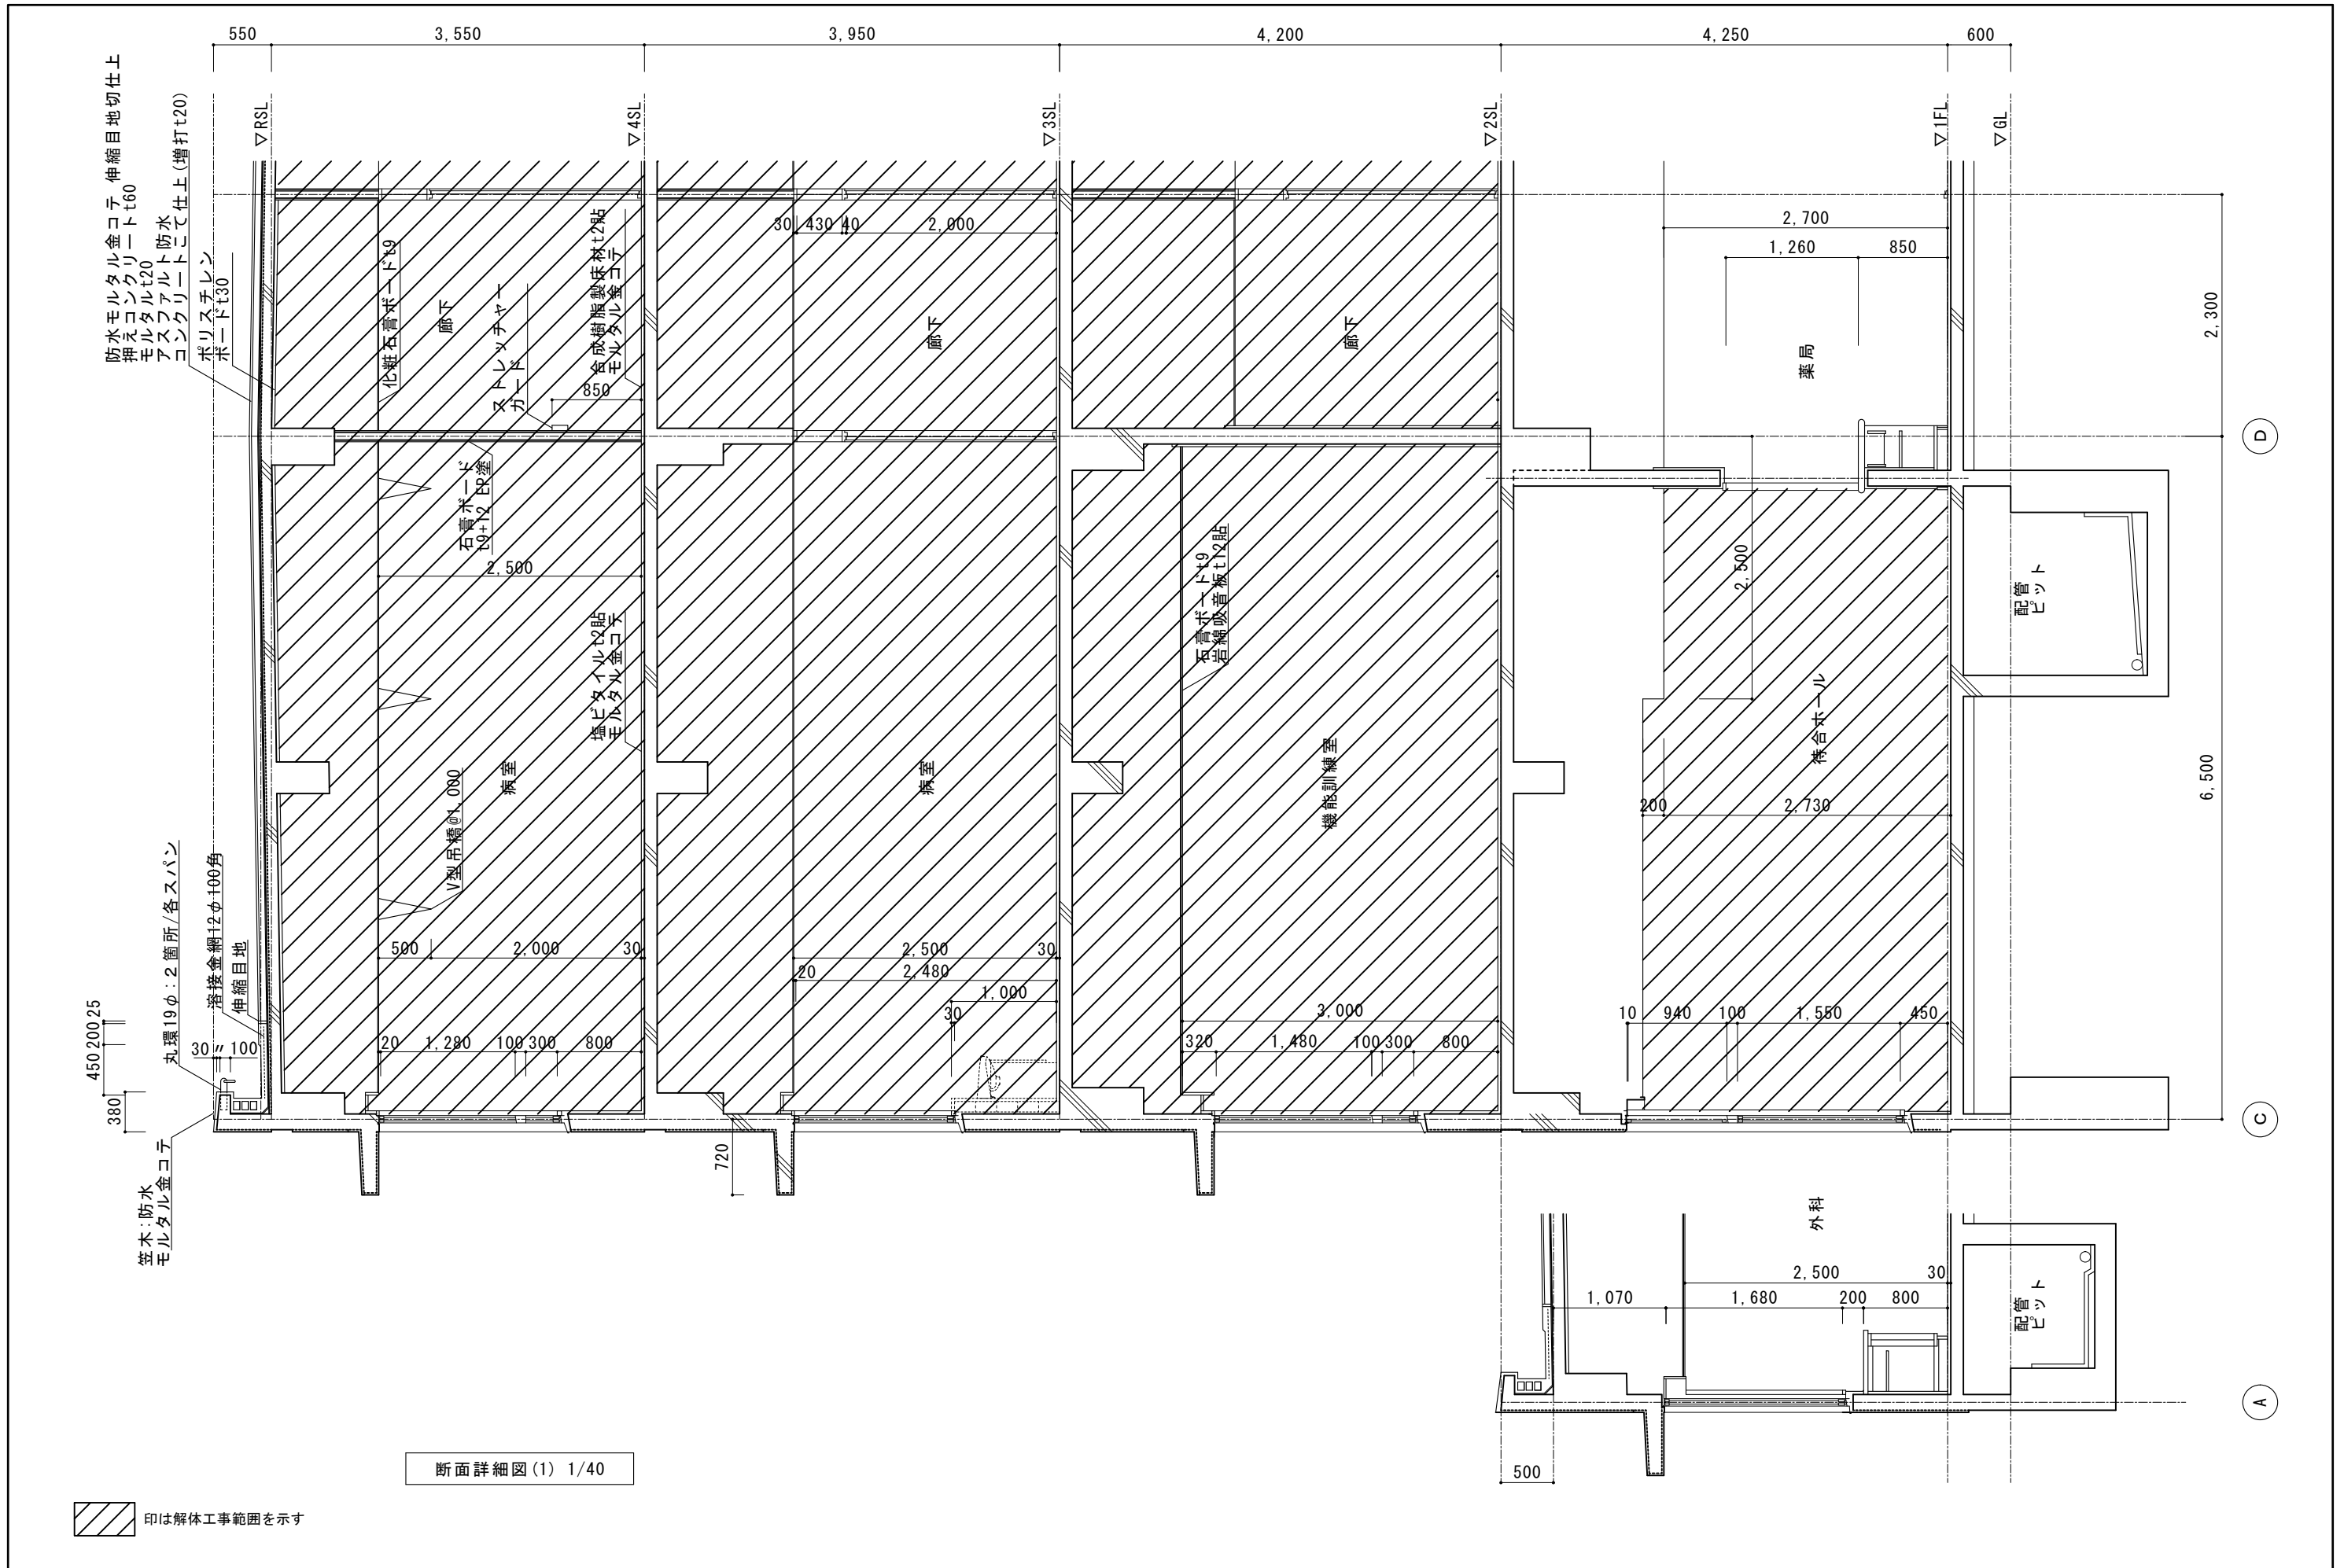 550
3,550
3,950
4,200
4,250
600
▽RSL
▽4SL
▽3SL
▽2SL
▽1FL
▽GL
防水モルタル金コテ 伸縮目地切仕上
押えコンクリートt60
モルタルt20
アスファルト防水
コンクリートこて仕上(増打t20)
ポリスチレン
ボードt30
化粧石膏ボードt9
廊下
ストレッチャー
ガード
合成樹脂製床材t2貼
モルタル金コテ
850
30
430
40
2,000
廊下
廊下
2,700
1,260
850
薬局
2,300
D
石膏ボード
t9+12 EP塗
2,500
塩ビタイルt2貼
モルタル金コテ
石膏ボードt9
岩綿吸音板t12貼
2,500
配管
ピット
V型吊橋@1,000
病室
病室
機能訓練室
待合ホール
200
2,730
6,500
丸環19φ:2箇所/各スパン
溶接金網12φ100角
伸縮目地
500
2,000
30
2,500
30
20
2,480
1,000
30
3,000
450
200
25
30
〃
100
20
1,280
100
300
800
320
1,480
100
300
800
10
940
100
1,550
450
380
C
笠木:防水
モルタル金コテ
720
外科
2,500
30
1,070
1,680
200
800
配管
ピット
A
500
断面詳細図(1) 1/40
印は解体工事範囲を示す